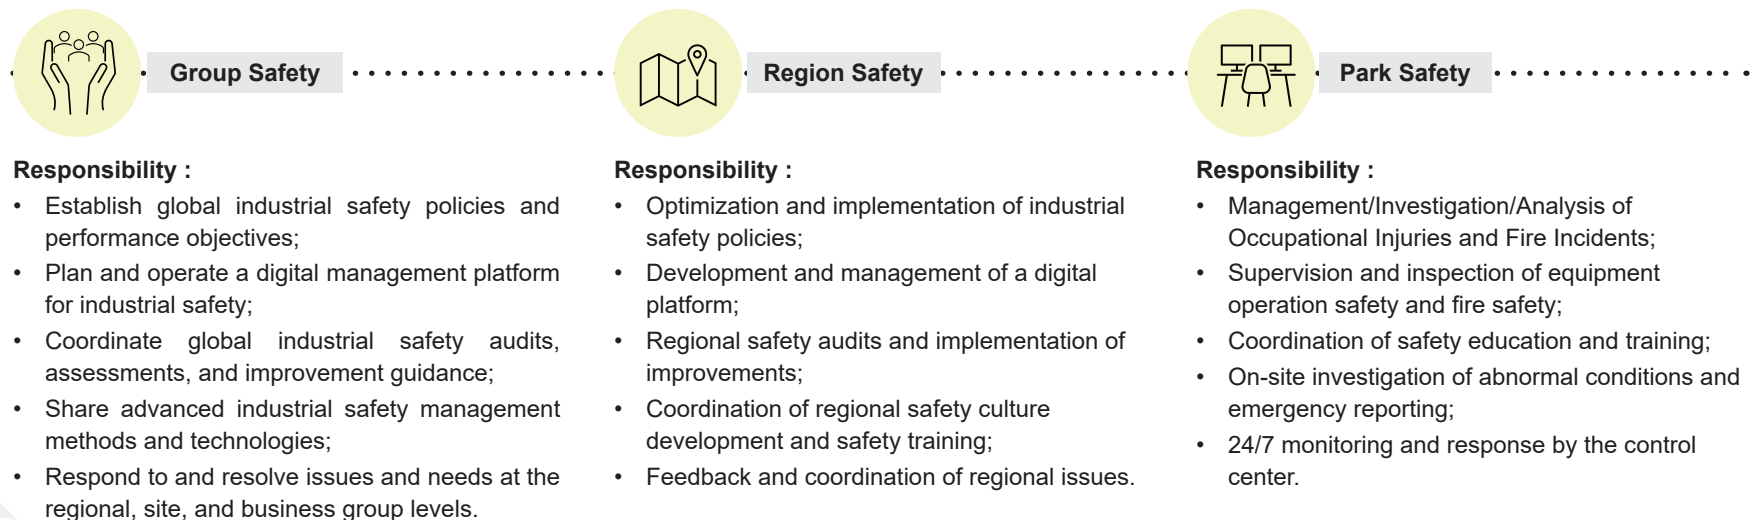 Group Safety
Responsibility :
• Establish global industrial safety policies and
performance objectives;
• Plan and operate a digital management platform
for industrial safety;
• Coordinate global industrial safety audits,
assessments, and improvement guidance;
• Share advanced industrial safety management
methods and technologies;
• Respond to and resolve issues and needs at the
regional, site, and business group levels.
Region Safety
Responsibility :
• Optimization and implementation of industrial
safety policies;
• Development and management of a digital
platform;
• Regional safety audits and implementation of
improvements;
• Coordination of regional safety culture
development and safety training;
• Feedback and coordination of regional issues.
Park Safety
Responsibility :
• Management/Investigation/Analysis of
Occupational Injuries and Fire Incidents;
• Supervision and inspection of equipment
operation safety and fire safety;
• Coordination of safety education and training;
• On-site investigation of abnormal conditions and
emergency reporting;
• 24/7 monitoring and response by the control
center.